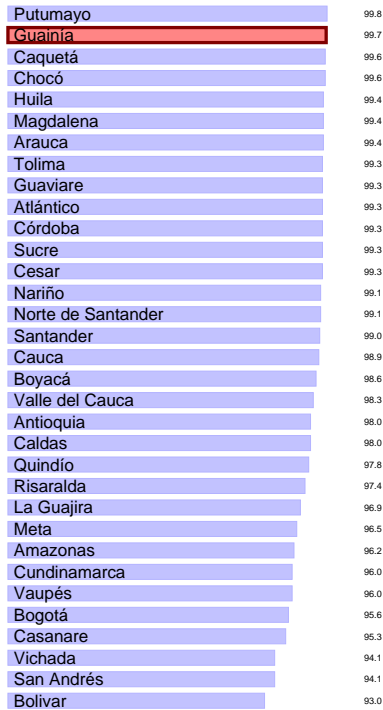 Putumayo 99.8
Guainía 99.7
Caquetá 99.6
Chocó 99.6
Huila 99.4
Magdalena 99.4
Arauca 99.4
Tolima 99.3
Guaviare 99.3
Atlántico 99.3
Córdoba 99.3
Sucre 99.3
Cesar 99.3
Nariño 99.1
Norte de Santander 99.1
Santander 99.0
Cauca 98.9
Boyacá 98.6
Valle del Cauca 98.3
Antioquia 98.0
Caldas 98.0
Quindío 97.8
Risaralda 97.4
La Guajira 96.9
Meta 96.5
Amazonas 96.2
Cundinamarca 96.0
Vaupés 96.0
Bogotá 95.6
Casanare 95.3
Vichada 94.1
San Andrés 94.1
Bolivar 93.0